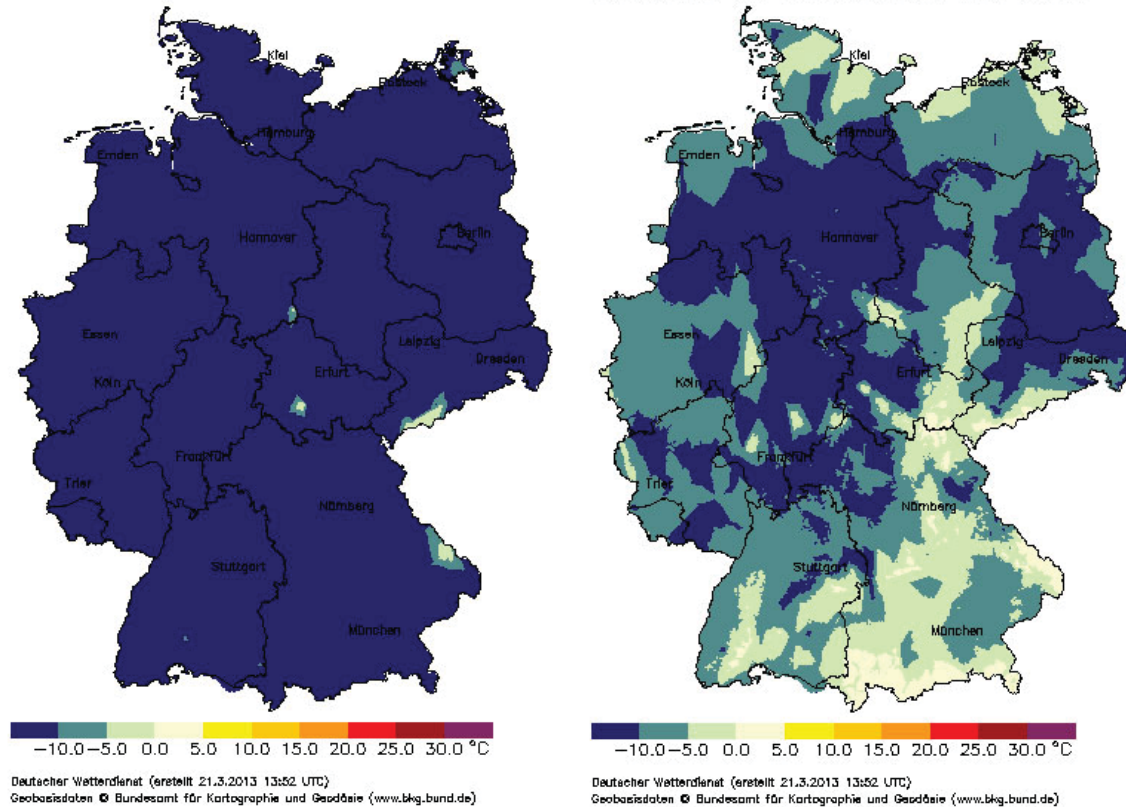 Kiel
Rostock
Hamburg
Emden
Hannover
Berlin
Essen
Leipzig
Dresden
Köln
Erfurt
Frankfurt
Trier
Nürnberg
Stuttgart
München
-10.0 -5.0 0.0 5.0 10.0 15.0 20.0 25.0 30.0 °C
Deutscher Wetterdienst (erstellt 21.3.2013 13:52 UTC)
Geobasisdaten © Bundesamt für Kartographie und Geodäsie (www.bkg.bund.de)
Kiel
Rostock
Hamburg
Emden
Hannover
Berlin
Essen
Leipzig
Dresden
Köln
Erfurt
Frankfurt
Trier
Nürnberg
Stuttgart
München
-10.0 -5.0 0.0 5.0 10.0 15.0 20.0 25.0 30.0 °C
Deutscher Wetterdienst (erstellt 21.3.2013 13:52 UTC)
Geobasisdaten © Bundesamt für Kartographie und Geodäsie (www.bkg.bund.de)